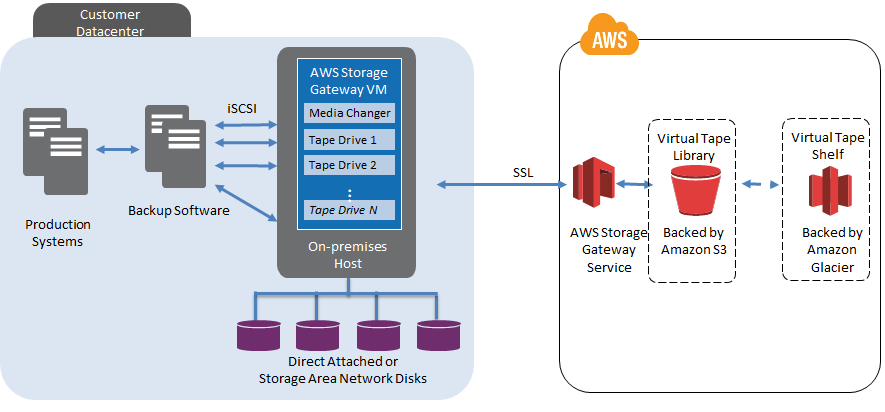 Customer
Datacenter
AWS
AWS Storage
Gateway VM
iSCSI
Media Changer
Tape Drive 1
Tape Drive 2
Tape Drive N
Production
Systems
Backup Software
On-premises
Host
Direct Attached or
Storage Area Network Disks
SSL
AWS Storage
Gateway
Service
Virtual Tape
Library
Backed by
Amazon S3
Virtual Tape
Shelf
Backed by
Amazon
Glacier